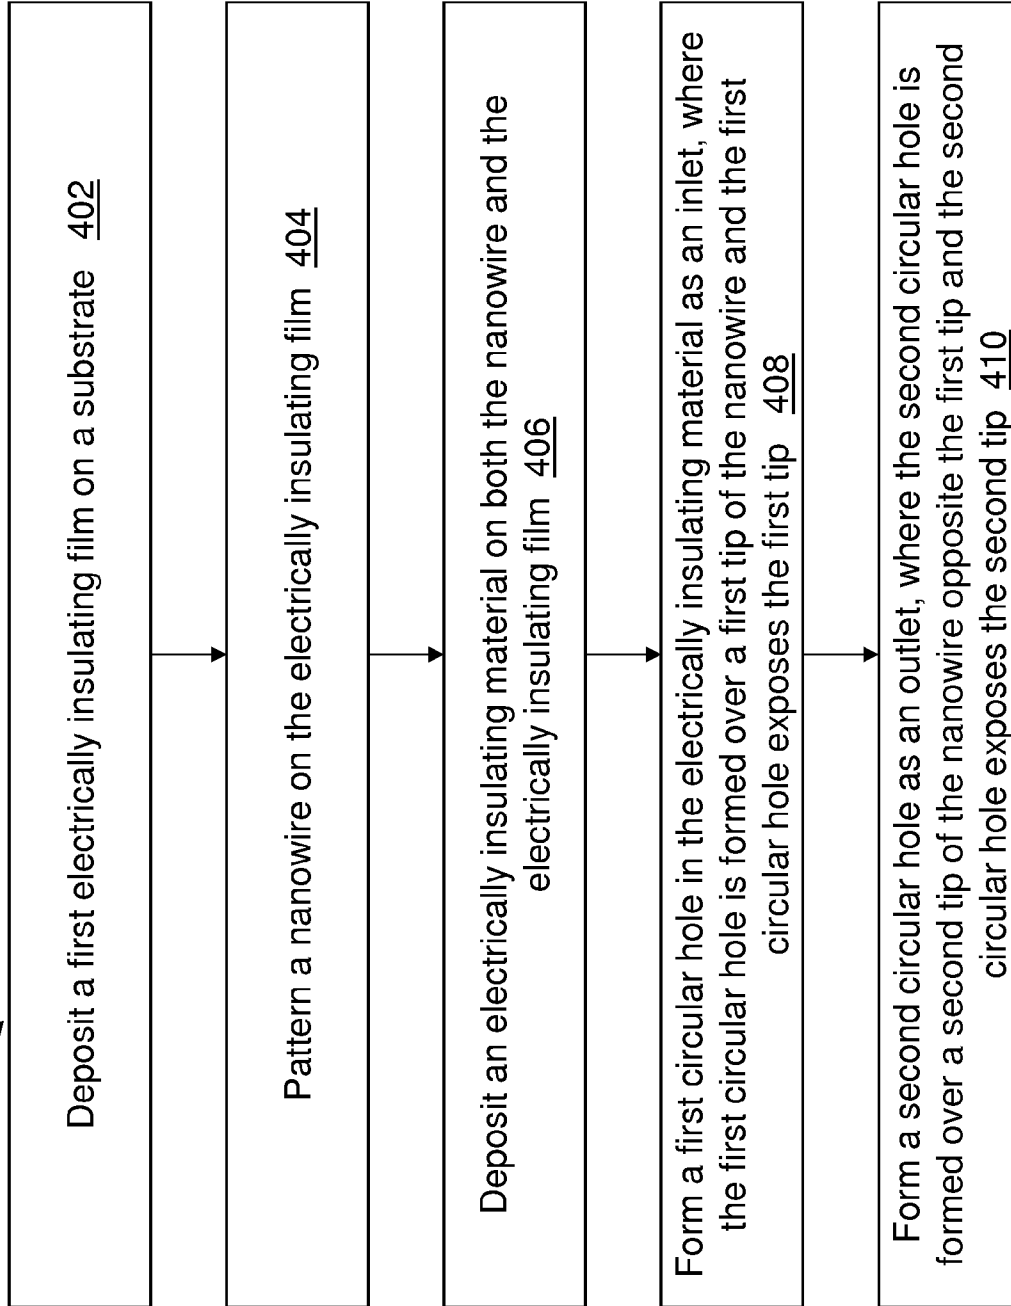 Deposit a first electrically insulating film on a substrate 402
Pattern a nanowire on the electrically insulating film 404
Deposit an electrically insulating material on both the nanowire and the
electrically insulating film 406
Form a first circular hole in the electrically insulating material as an inlet, where
the first circular hole is formed over a first tip of the nanowire and the first
circular hole exposes the first tip 408
Form a second circular hole as an outlet, where the second circular hole is
formed over a second tip of the nanowire opposite the first tip and the second
circular hole exposes the second tip 410